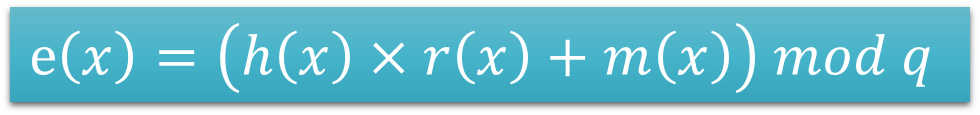 e(x) = (h(x) × r(x) + m(x)) mod q